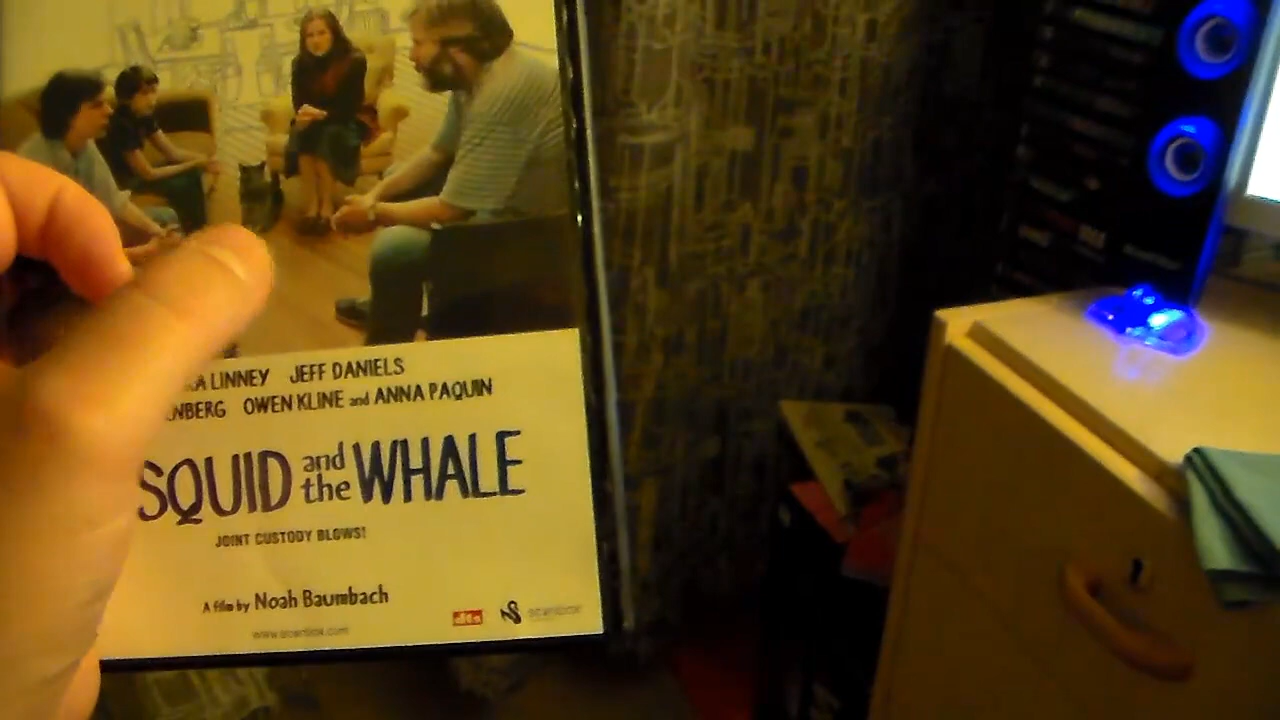 LINNEY JEFF DANIELS
OWEN KLINE and ANNA PAQUIN
SQUID and the WHALE
JOINT CUSTODY BLOWS!
A film by Noah Baumbach
dts